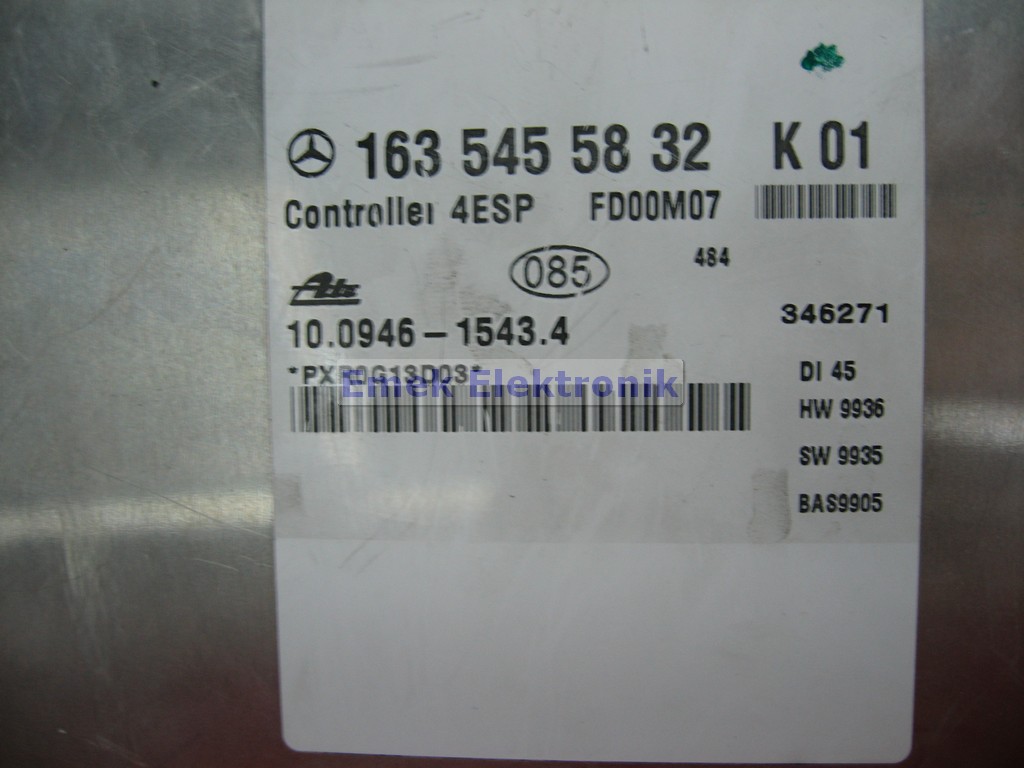 163 545 58 32 K 01
Controller 4ESP FD00M07
085 484
Ate
10.0946-1543.4 346271
DI 45
Emek Elektronik
HW 9936
SW 9935
BAS9905